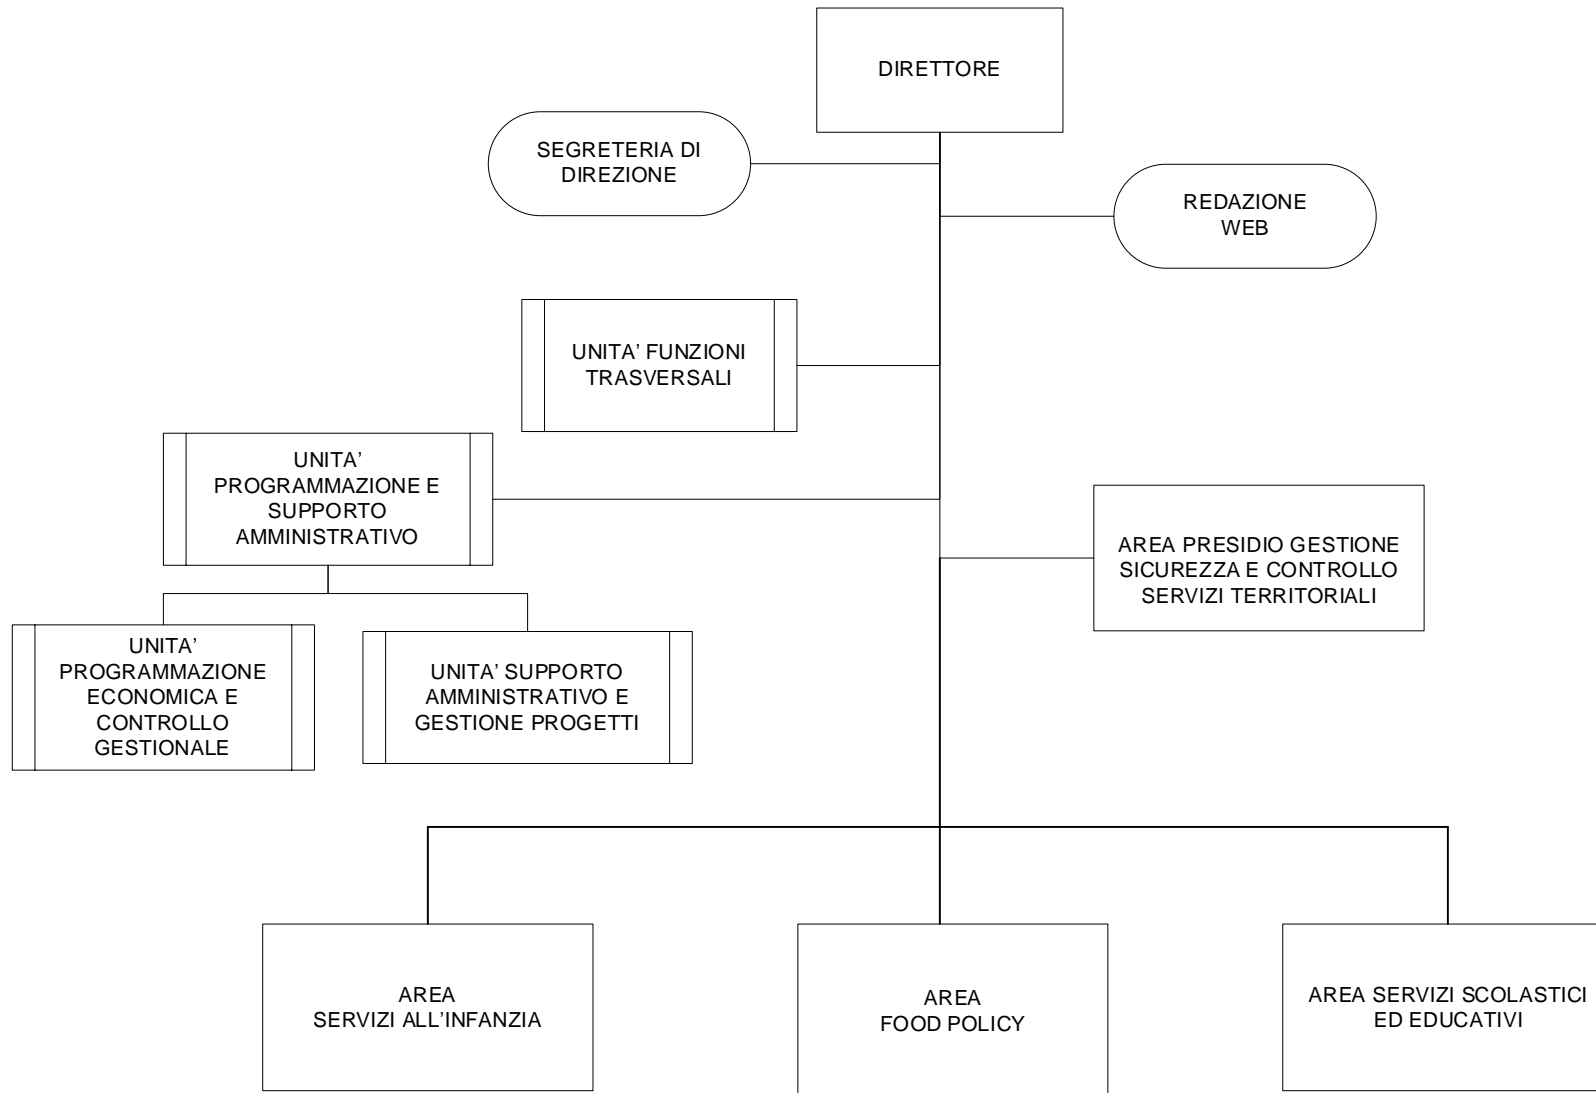 DIRETTORE
SEGRETERIA DI
DIREZIONE
REDAZIONE
WEB
UNITA’ FUNZIONI
TRASVERSALI
UNITA’
PROGRAMMAZIONE E
SUPPORTO
AMMINISTRATIVO
AREA PRESIDIO GESTIONE
SICUREZZA E CONTROLLO
SERVIZI TERRITORIALI
UNITA’
PROGRAMMAZIONE
ECONOMICA E
CONTROLLO
GESTIONALE
UNITA’ SUPPORTO
AMMINISTRATIVO E
GESTIONE PROGETTI
AREA
SERVIZI ALL’INFANZIA
AREA
FOOD POLICY
AREA SERVIZI SCOLASTICI
ED EDUCATIVI